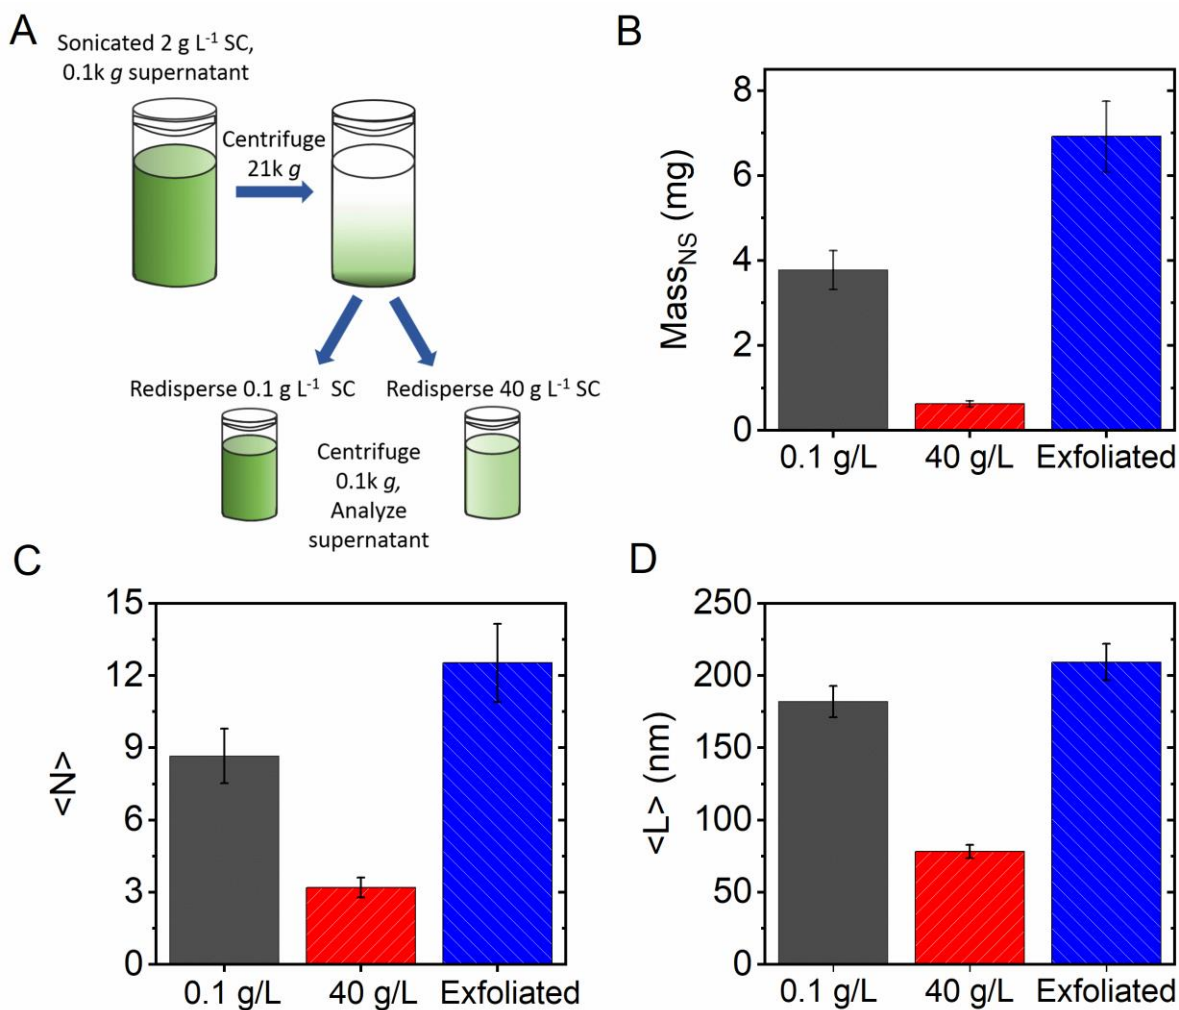 A
Sonicated 2 g L⁻¹ SC,
0.1k g supernatant
Centrifuge
21k g
Redisperse 0.1 g L⁻¹ SC
Redisperse 40 g L⁻¹ SC
Centrifuge
0.1k g,
Analyze
supernatant
B
Mass_NS (mg)
8
6
4
2
0
0.1 g/L
40 g/L
Exfoliated
C
<N>
15
12
9
6
3
0
0.1 g/L
40 g/L
Exfoliated
D
<L> (nm)
250
200
150
100
50
0
0.1 g/L
40 g/L
Exfoliated